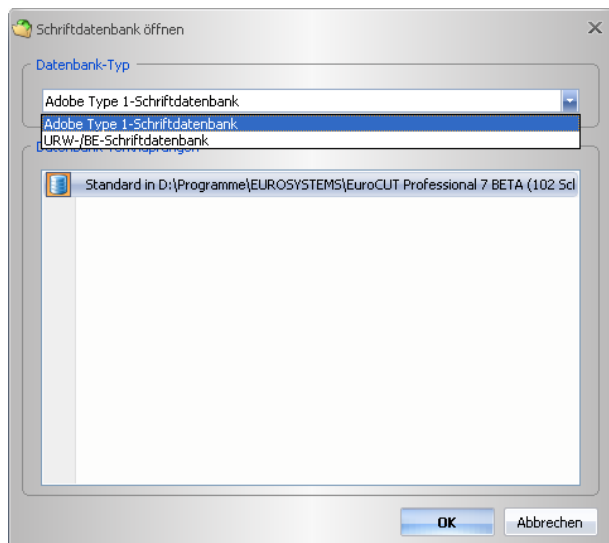 Schriftdatenbank öffnen
Datenbank-Typ
Adobe Type 1-Schriftdatenbank
Adobe Type 1-Schriftdatenbank
URW-/BE-Schriftdatenbank
Standard in D:\Programme\EUROSYSTEMS\EuroCUT Professional 7 BETA (102 Scl
OK
Abbrechen